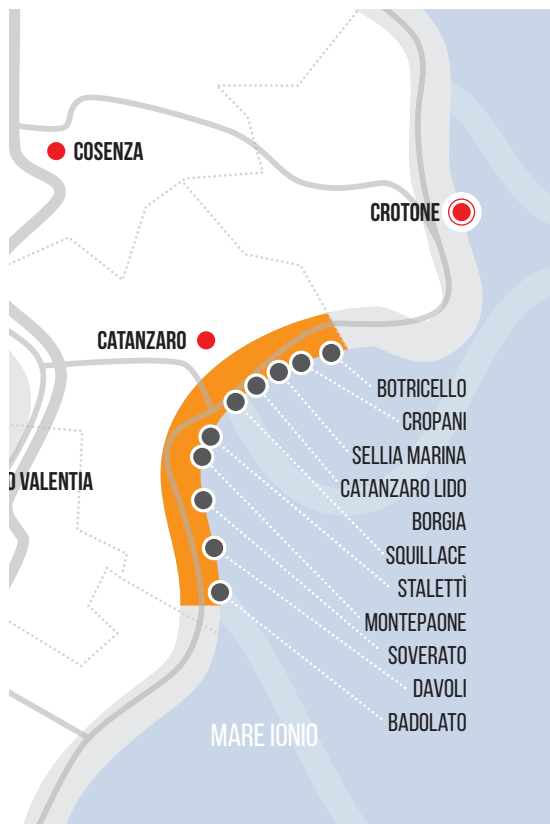 COSENZA
CROTONE
CATANZARO
BOTRICELLO
CROPANI
SELLIA MARINA
CATANZARO LIDO
O VALENTIA
BORGIA
SQUILLACE
STALETTÌ
MONTEPAONE
SOVERATO
DAVOLI
BADOLATO
MARE IONIO